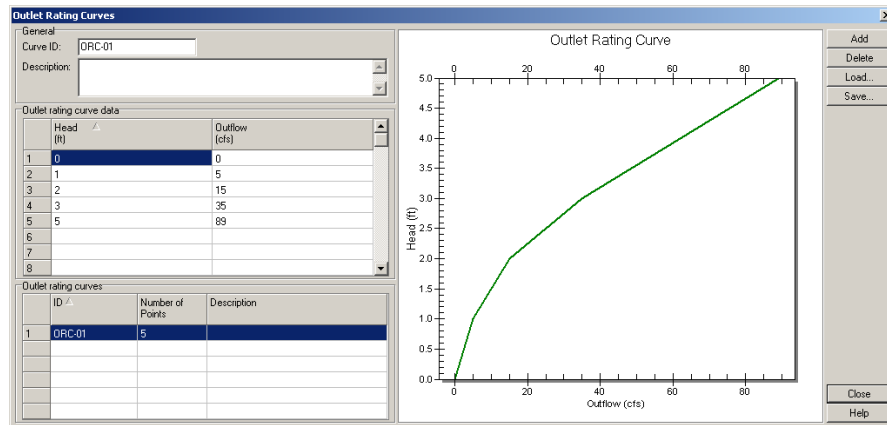 Outlet Rating Curves
General
Curve ID: ORC-01
Description:
Outlet rating curve data
Head (ft) Outflow (cfs)
1 0 0
2 1 5
3 2 15
4 3 35
5 5 89
6
7
8
Outlet rating curves
ID Number of Points Description
1 ORC-01 5
Outlet Rating Curve
0 20 40 60 80
5.0
4.5
4.0
3.5
3.0
2.5
2.0
1.5
1.0
0.5
0.0
Head (ft)
0 20 40 60 80
Outflow (cfs)
Add
Delete
Load...
Save...
Close
Help